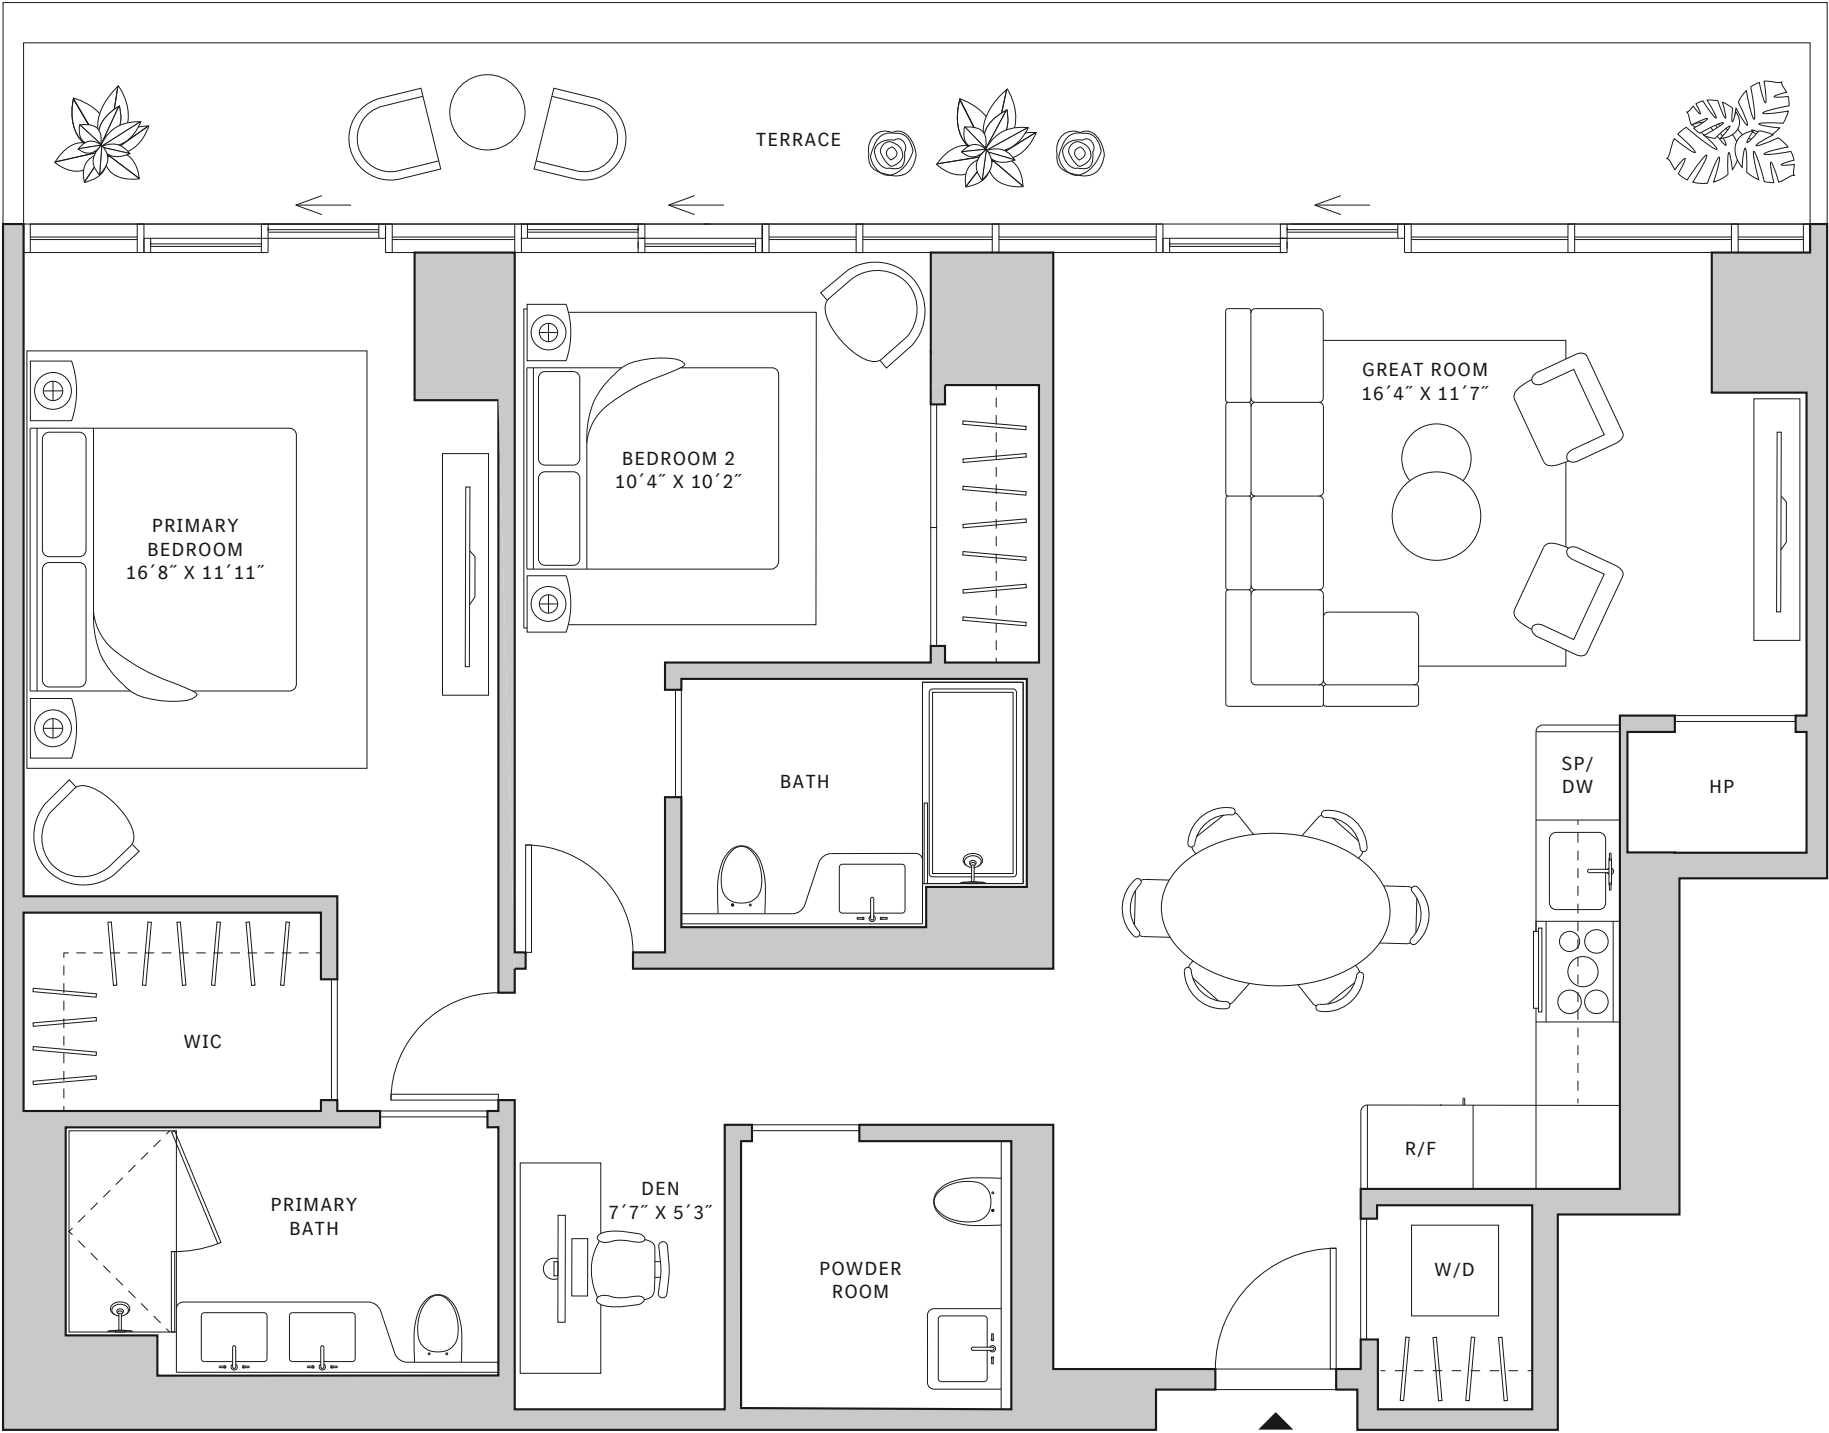 TERRACE
GREAT ROOM
16´4˝ X 11´7˝
BEDROOM 2
10´4˝ X 10´2˝
PRIMARY
BEDROOM
16´8˝ X 11´11˝
SP/
DW
HP
BATH
WIC
R/F
DEN
7´7˝ X 5´3˝
PRIMARY
BATH
POWDER
ROOM
W/D